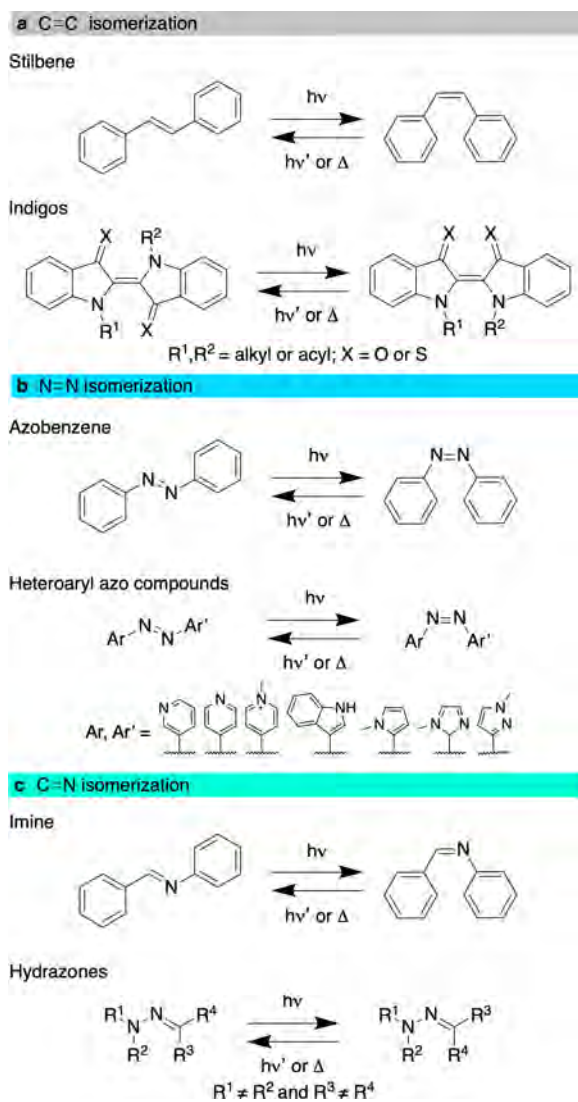 a C=C isomerization
Stilbene
hν
hν' or Δ
Indigos
X
R²
N
hν
X
X
N
R¹
X
hν' or Δ
N
R¹
N
R²
R¹,R² = alkyl or acyl; X = O or S
b N=N isomerization
Azobenzene
N
N
hν
hν' or Δ
N=N
Heteroaryl azo compounds
Ar
N
N
Ar'
hν
hν' or Δ
N=N
Ar
Ar'
Ar, Ar' =
N
N
N+
NH
N
N
N
N
N
c C=N isomerization
Imine
N
hν
hν' or Δ
N
Hydrazones
R¹
N
N
R²
R⁴
R³
hν
hν' or Δ
R¹
N
N
R²
R³
R⁴
R¹ ≠ R² and R³ ≠ R⁴